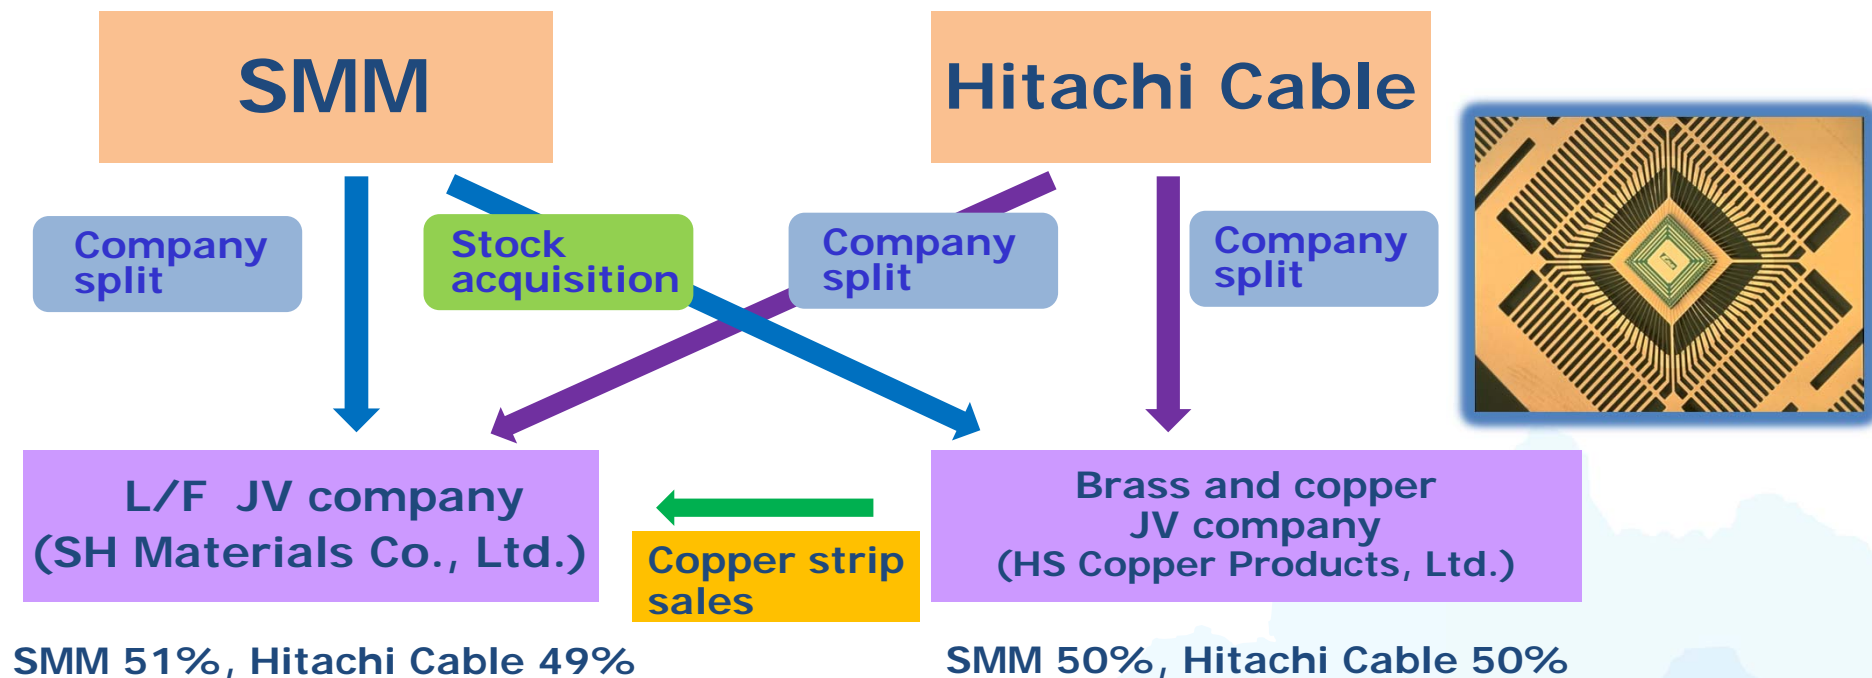 SMM
Hitachi Cable
Company
split
Stock
acquisition
Company
split
Company
split
L/F JV company
(SH Materials Co., Ltd.)
Copper strip
sales
Brass and copper
JV company
(HS Copper Products, Ltd.)
SMM 51%, Hitachi Cable 49%
SMM 50%, Hitachi Cable 50%